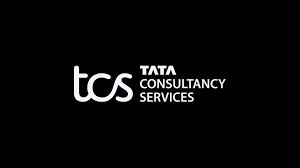 tcs
TATA
CONSULTANCY
SERVICES